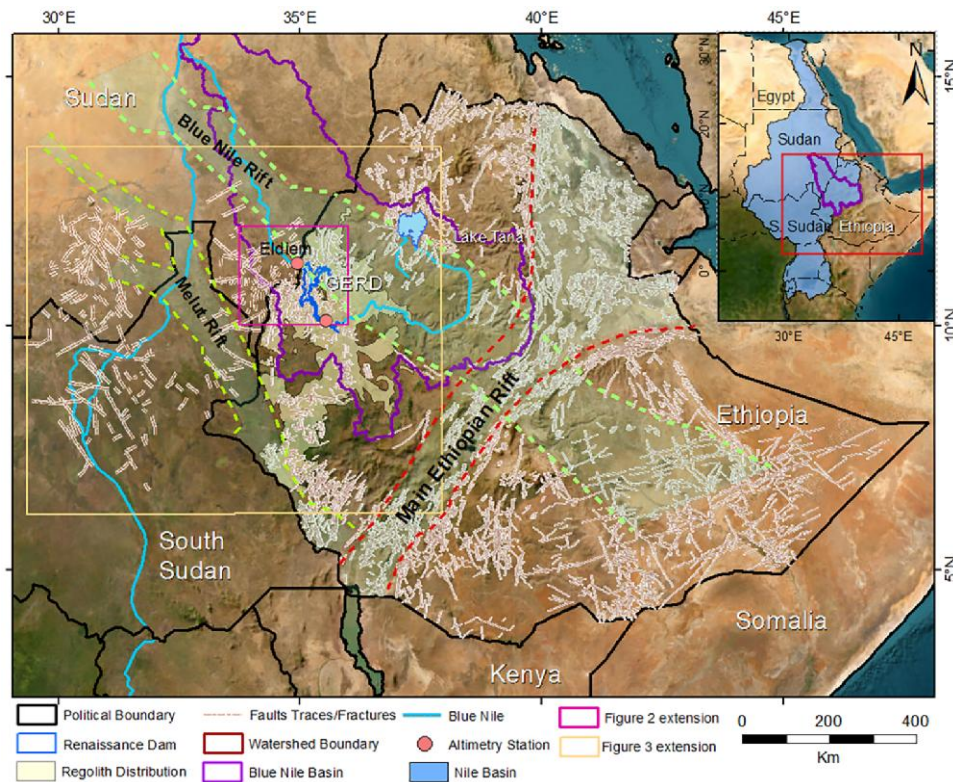 30°E
35°E
40°E
45°E
Sudan
Blue Nile Rift
Melut Rift
Eldiem
GERD
Lake Tana
Main Ethiopian Rift
Ethiopia
South
Sudan
Kenya
Somalia
15°N
10°N
5°N
N
Egypt
Sudan
S. Sudan
Ethiopia
30°N
20°N
0°
30°E
45°E
Political Boundary
Faults Traces/Fractures
Blue Nile
Figure 2 extension
Renaissance Dam
Watershed Boundary
Altimetry Station
Figure 3 extension
Regolith Distribution
Blue Nile Basin
Nile Basin
0 200 400
Km